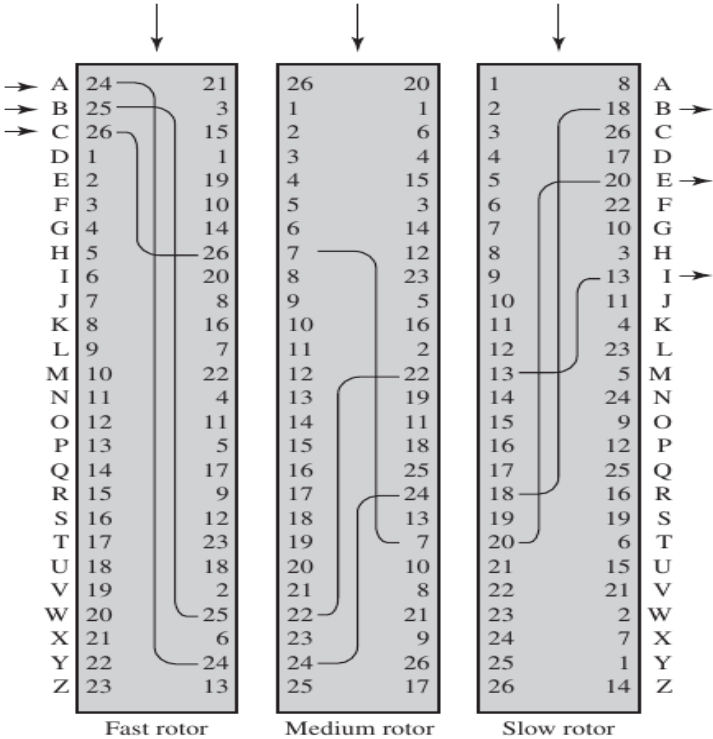 A 24 21 26 20 1 8 A
B 25 3 1 1 2 18 B
C 26 15 2 6 3 26 C
D 1 1 3 4 4 17 D
E 2 19 4 15 5 20 E
F 3 10 5 3 6 22 F
G 4 14 6 14 7 10 G
H 5 26 7 12 8 3 H
I 6 20 8 23 9 13 I
J 7 8 9 5 10 11 J
K 8 16 10 16 11 4 K
L 9 7 11 2 12 23 L
M 10 22 12 22 13 5 M
N 11 4 13 19 14 24 N
O 12 11 14 11 15 9 O
P 13 5 15 18 16 12 P
Q 14 17 16 25 17 25 Q
R 15 9 17 24 18 16 R
S 16 12 18 13 19 19 S
T 17 23 19 7 20 6 T
U 18 18 20 10 21 15 U
V 19 2 21 8 22 21 V
W 20 25 22 21 23 2 W
X 21 6 23 9 24 7 X
Y 22 24 24 26 25 1 Y
Z 23 13 25 17 26 14 Z
Fast rotor Medium rotor Slow rotor